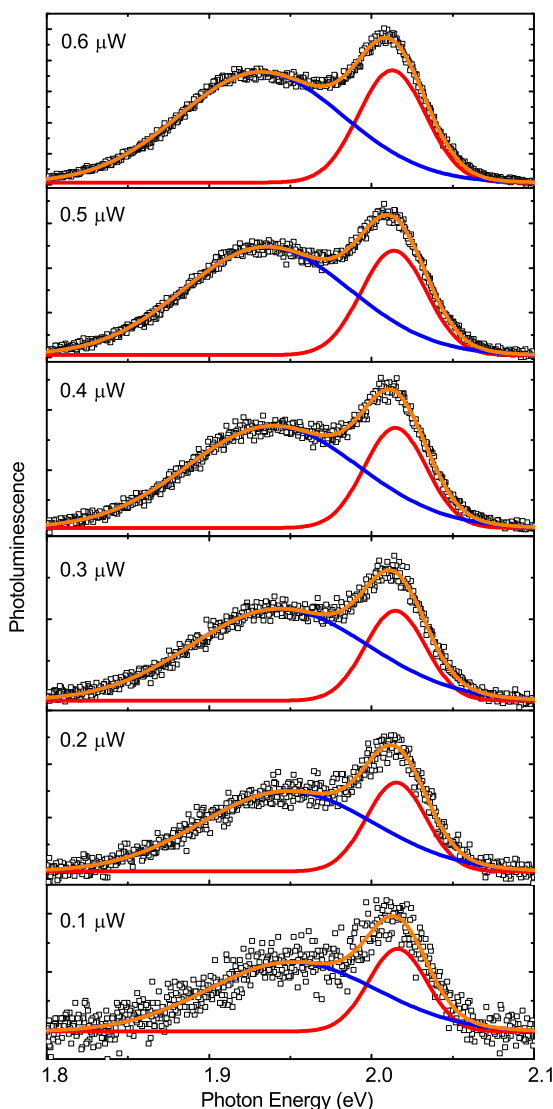 0.6 μW
0.5 μW
0.4 μW
0.3 μW
0.2 μW
0.1 μW
Photoluminescence
1.8 1.9 2.0 2.1
Photon Energy (eV)